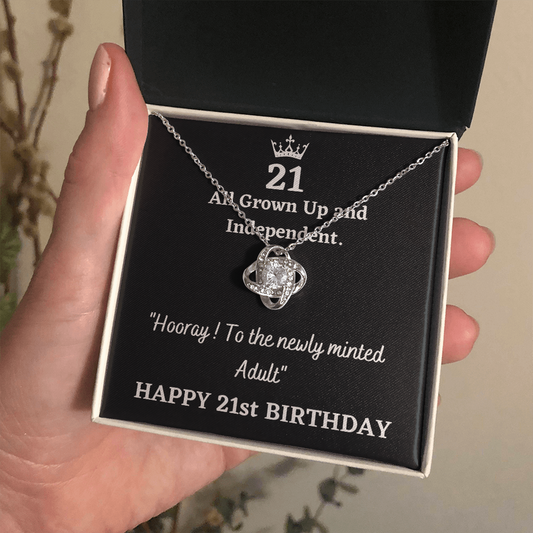 21
All Grown Up and
Independent.
"Hooray ! To the newly minted
Adult"
HAPPY 21st BIRTHDAY